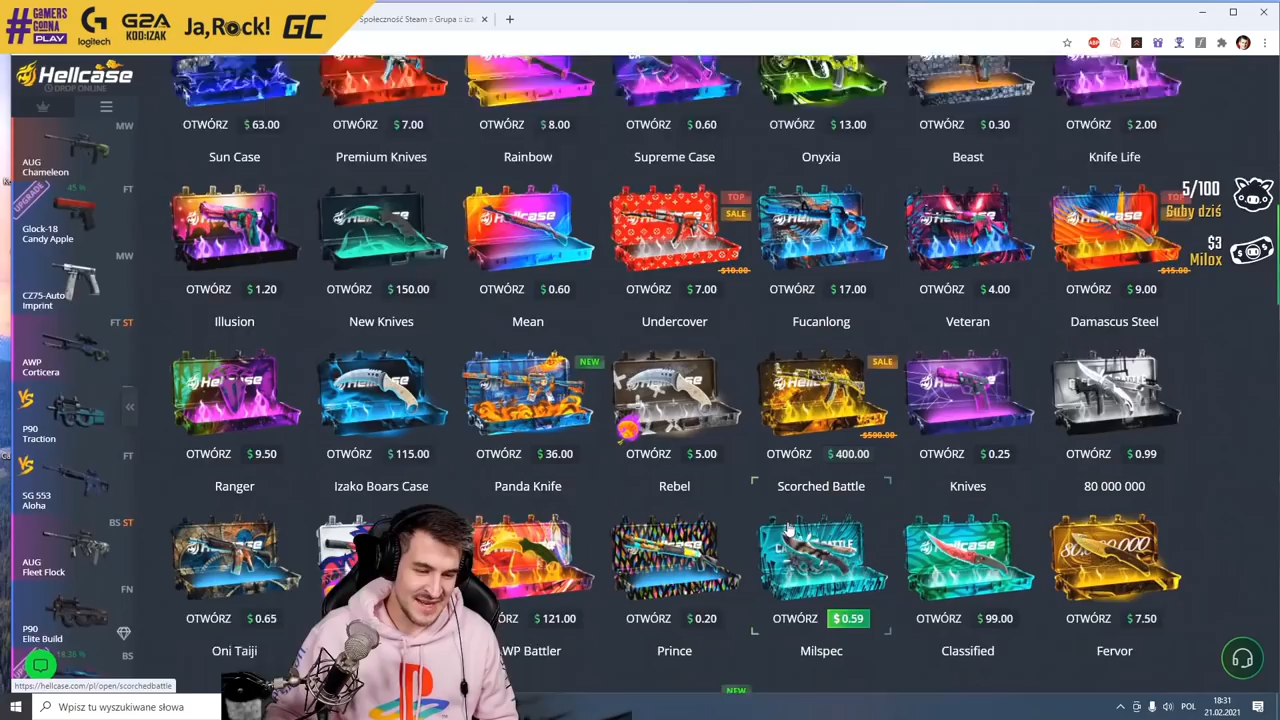 #GAMERS GONNA PLAY
logitech
G2A
KOD:IZAK
Ja,Rock!
GC
Społeczność Steam :: Grupa :: iza
ABP
Hellcase
DROP ONLINE
OTWÓRZ $ 63.00
OTWÓRZ $ 7.00
OTWÓRZ $ 8.00
OTWÓRZ $ 0.60
OTWÓRZ $ 13.00
OTWÓRZ $ 0.30
OTWÓRZ $ 2.00
Sun Case
Premium Knives
Rainbow
Supreme Case
Onyxia
Beast
Knife Life
TOP
SALE
TOP
$10.00
$15.00
OTWÓRZ $ 1.20
OTWÓRZ $ 150.00
OTWÓRZ $ 0.60
OTWÓRZ $ 7.00
OTWÓRZ $ 17.00
OTWÓRZ $ 4.00
OTWÓRZ $ 9.00
Illusion
New Knives
Mean
Undercover
Fucanlong
Veteran
Damascus Steel
NEW
SALE
$500.00
OTWÓRZ $ 9.50
OTWÓRZ $ 115.00
OTWÓRZ $ 36.00
OTWÓRZ $ 5.00
OTWÓRZ $ 400.00
OTWÓRZ $ 0.25
OTWÓRZ $ 0.99
Ranger
Izako Boars Case
Panda Knife
Rebel
Scorched Battle
Knives
80 000 000
OTWÓRZ $ 0.65
$ 121.00
OTWÓRZ $ 0.20
OTWÓRZ $ 0.59
OTWÓRZ $ 99.00
OTWÓRZ $ 7.50
Oni Taiji
WP Battler
Prince
Milspec
Classified
Fervor
NEW
MW
AUG
Chameleon
UPGRADE
45 %
FT
Glock-18
Candy Apple
MW
CZ75-Auto
Imprint
FT ST
AWP
Corticera
VS
P90
Traction
VS
FT
SG 553
Aloha
BS ST
AUG
Fleet Flock
FN
P90
Elite Build
18.36 %
BS
5/100
Suby dziś
$3
Milox
https://hellcase.com/pl/open/scorchedbattle
Wpisz tu wyszukiwane słowa
POL
18:31
21.02.2021